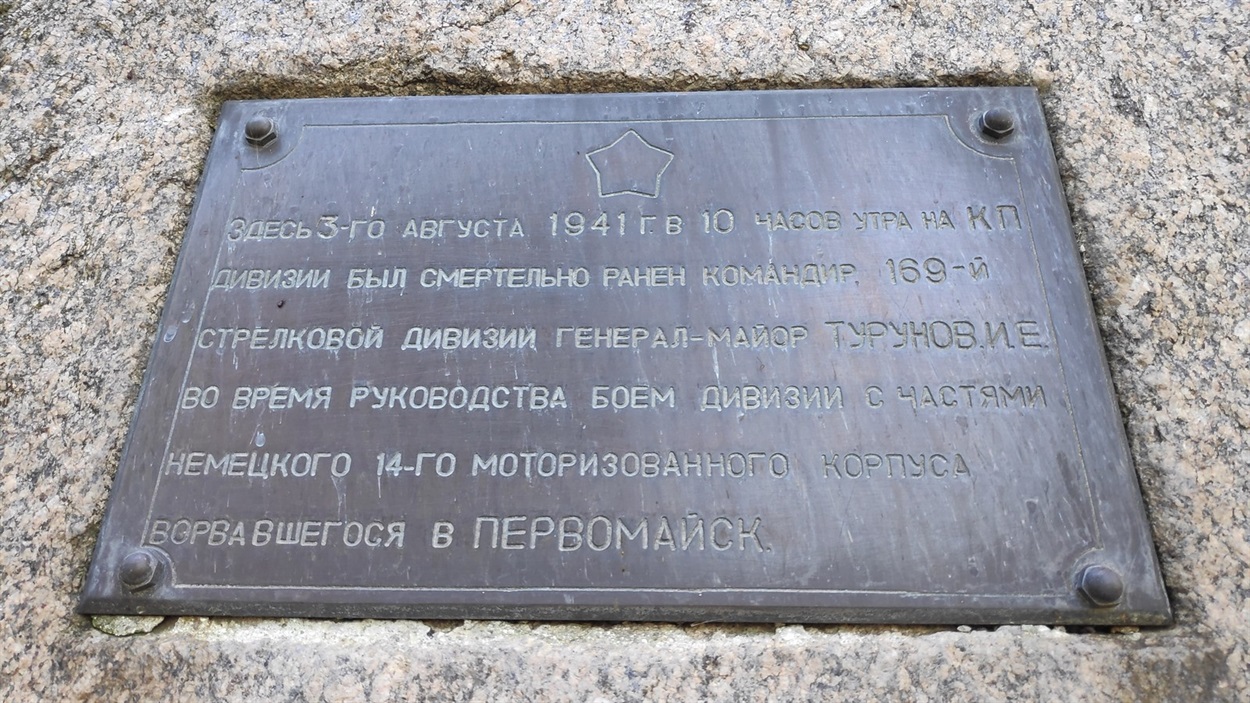 ЗДЕСЬ 3-ГО АВГУСТА 1941 Г. В 10 ЧАСОВ УТРА НА КП
ДИВИЗИИ БЫЛ СМЕРТЕЛЬНО РАНЕН КОМАНДИР. 169-Й
СТРЕЛКОВОЙ ДИВИЗИИ ГЕНЕРАЛ-МАЙОР ТУРУНОВ.И.Е.
ВО ВРЕМЯ РУКОВОДСТВА БОЕМ ДИВИЗИИ С ЧАСТЯМИ
НЕМЕЦКОГО 14-ГО МОТОРИЗОВАННОГО КОРПУСА
ВОРВАВШЕГОСЯ В ПЕРВОМАЙСК.